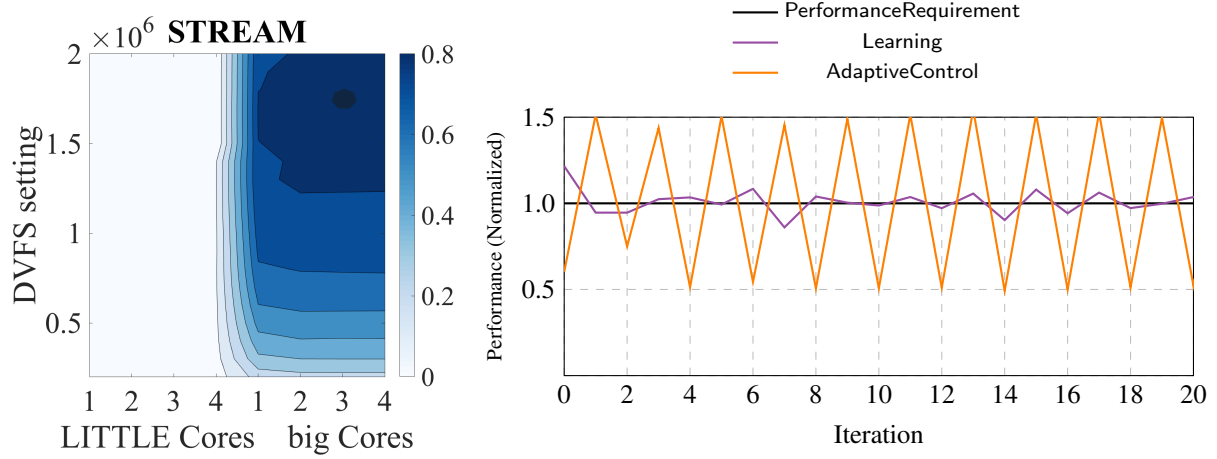 ×10⁶ STREAM
2
1.5
1
0.5
DVFS setting
1 2 3 4 1 2 3 4
LITTLE Cores big Cores
0.8
0.6
0.4
0.2
0
PerformanceRequirement
Learning
AdaptiveControl
1.5
1.0
0.5
Performance (Normalized)
0 2 4 6 8 10 12 14 16 18 20
Iteration